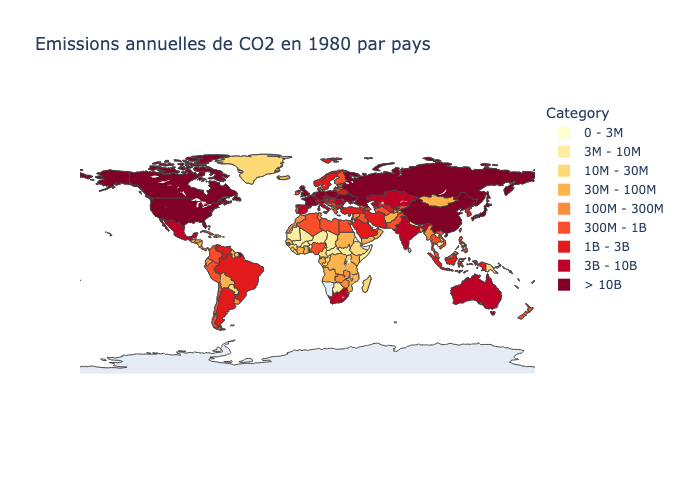 Emissions annuelles de CO2 en 1980 par pays
Category
0 - 3M
3M - 10M
10M - 30M
30M - 100M
100M - 300M
300M - 1B
1B - 3B
3B - 10B
> 10B